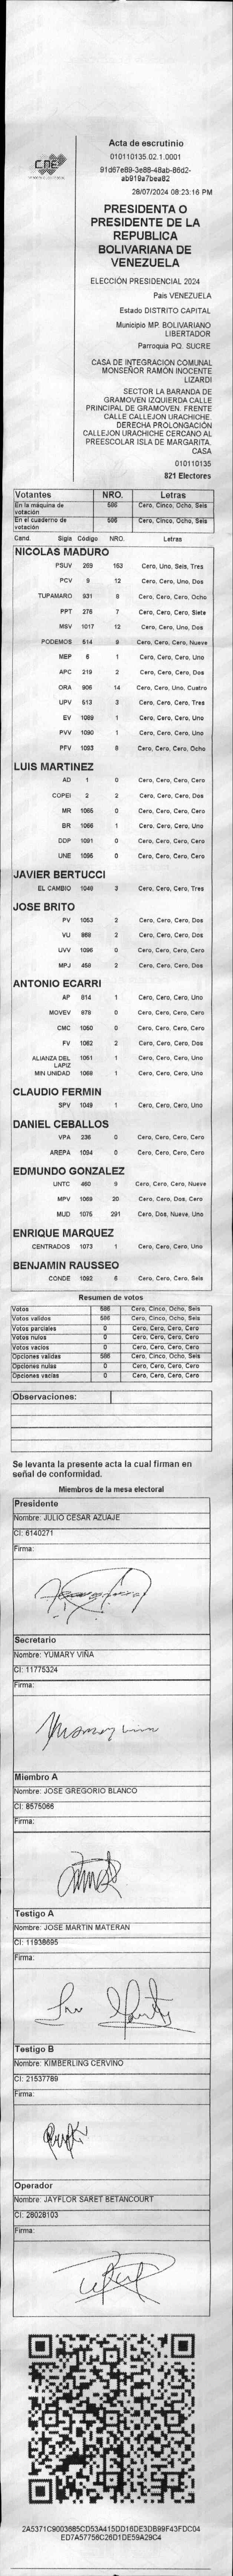 CNE
Acta de escrutinio
010110135.02.1.0001
91d67e89-3e88-48ab-86d2-
ab919a7bea82
28/07/2024 08:23:16 PM
PRESIDENTA O
PRESIDENTE DE LA
REPUBLICA
BOLIVARIANA DE
VENEZUELA
ELECCIÓN PRESIDENCIAL 2024
País VENEZUELA
Estado DISTRITO CAPITAL
Municipio MP. BOLIVARIANO
LIBERTADOR
Parroquia PQ. SUCRE
CASA DE INTEGRACION COMUNAL
MONSEÑOR RAMÓN INOCENTE
LIZARDI
SECTOR LA BARANDA DE
GRAMOVEN IZQUIERDA CALLE
PRINCIPAL DE GRAMOVEN. FRENTE
CALLE CALLEJON URACHICHE.
DERECHA PROLONGACIÓN
CALLEJON URACHICHE CERCANO AL
PREESCOLAR ISLA DE MARGARITA.
CASA
010110135
821 Electores
Votantes NRO. Letras
En la máquina de votación 586 Cero, Cinco, Ocho, Seis
En el cuaderno de votación 586 Cero, Cinco, Ocho, Seis
Cand. Sigla Código NRO. Letras
NICOLAS MADURO
PSUV 269 163 Cero, Uno, Seis, Tres
PCV 9 12 Cero, Cero, Uno, Dos
TUPAMARO 931 8 Cero, Cero, Cero, Ocho
PPT 276 7 Cero, Cero, Cero, Siete
MSV 1017 12 Cero, Cero, Uno, Dos
PODEMOS 514 9 Cero, Cero, Cero, Nueve
MEP 6 1 Cero, Cero, Cero, Uno
APC 219 2 Cero, Cero, Cero, Dos
ORA 906 14 Cero, Cero, Uno, Cuatro
UPV 513 3 Cero, Cero, Cero, Tres
EV 1089 1 Cero, Cero, Cero, Uno
PVV 1090 1 Cero, Cero, Cero, Uno
PFV 1093 8 Cero, Cero, Cero, Ocho
LUIS MARTINEZ
AD 1 0 Cero, Cero, Cero, Cero
COPEI 2 2 Cero, Cero, Cero, Dos
MR 1065 0 Cero, Cero, Cero, Cero
BR 1066 1 Cero, Cero, Cero, Uno
DDP 1091 0 Cero, Cero, Cero, Cero
UNE 1095 0 Cero, Cero, Cero, Cero
JAVIER BERTUCCI
EL CAMBIO 1048 3 Cero, Cero, Cero, Tres
JOSE BRITO
PV 1053 2 Cero, Cero, Cero, Dos
VU 868 2 Cero, Cero, Cero, Dos
UVV 1096 0 Cero, Cero, Cero, Cero
MPJ 458 2 Cero, Cero, Cero, Dos
ANTONIO ECARRI
AP 814 1 Cero, Cero, Cero, Uno
MOVEV 878 0 Cero, Cero, Cero, Cero
CMC 1050 0 Cero, Cero, Cero, Cero
FV 1062 2 Cero, Cero, Cero, Dos
ALIANZA DEL LAPIZ 1051 1 Cero, Cero, Cero, Uno
MIN UNIDAD 1068 1 Cero, Cero, Cero, Uno
CLAUDIO FERMIN
SPV 1049 1 Cero, Cero, Cero, Uno
DANIEL CEBALLOS
VPA 236 0 Cero, Cero, Cero, Cero
AREPA 1094 0 Cero, Cero, Cero, Cero
EDMUNDO GONZALEZ
UNTC 460 9 Cero, Cero, Cero, Nueve
MPV 1069 20 Cero, Cero, Dos, Cero
MUD 1075 291 Cero, Dos, Nueve, Uno
ENRIQUE MARQUEZ
CENTRADOS 1073 1 Cero, Cero, Cero, Uno
BENJAMIN RAUSSEO
CONDE 1092 6 Cero, Cero, Cero, Seis
Resumen de votos
Votos 586 Cero, Cinco, Ocho, Seis
Votos validos 586 Cero, Cinco, Ocho, Seis
Votos parciales 0 Cero, Cero, Cero, Cero
Votos nulos 0 Cero, Cero, Cero, Cero
Votos vacíos 0 Cero, Cero, Cero, Cero
Opciones validas 586 Cero, Cinco, Ocho, Seis
Opciones nulas 0 Cero, Cero, Cero, Cero
Opciones vacías 0 Cero, Cero, Cero, Cero
Observaciones:
Se levanta la presente acta la cual firman en
señal de conformidad.
Miembros de la mesa electoral
Presidente
Nombre: JULIO CESAR AZUAJE
CI: 6140271
Firma:
Secretario
Nombre: YUMARY VIÑA
CI: 11775324
Firma:
Miembro A
Nombre: JOSE GREGORIO BLANCO
CI: 8575066
Firma:
Testigo A
Nombre: JOSE MARTIN MATERAN
CI: 11938695
Firma:
Testigo B
Nombre: KIMBERLING CERVINO
CI: 21537789
Firma:
Operador
Nombre: JAYFLOR SARET BETANCOURT
CI: 28028103
Firma:
2A5371C9003685CD53A415DD16DE3DB99F43FDC04
ED7A57756C26D1DE59A29C4